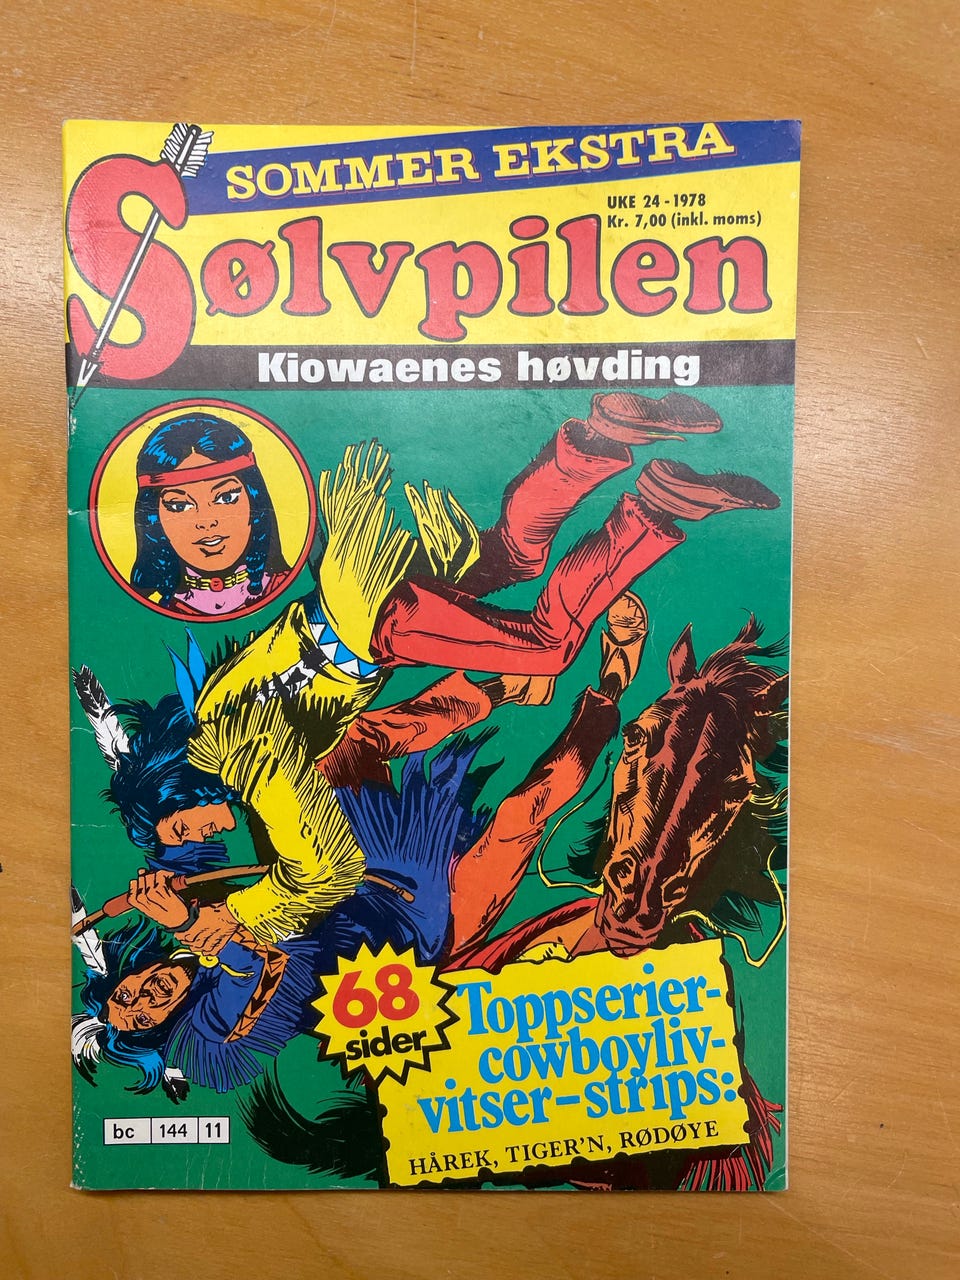 SOMMER EKSTRA
UKE 24 - 1978
Kr. 7,00 (inkl. moms)
Sølvpilen
Kiowaenes høvding
68
sider
Toppserier-
cowboyliv-
vitser-strips:
HÅREK, TIGER'N, RØDØYE
bc 144 11